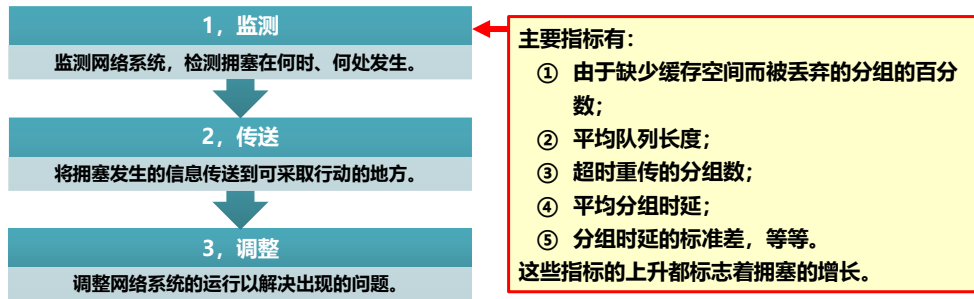 1，监测
监测网络系统，检测拥塞在何时、何处发生。
2，传送
将拥塞发生的信息传送到可采取行动的地方。
3，调整
调整网络系统的运行以解决出现的问题。
主要指标有：
① 由于缺少缓存空间而被丢弃的分组的百分
数；
② 平均队列长度；
③ 超时重传的分组数；
④ 平均分组时延；
⑤ 分组时延的标准差，等等。
这些指标的上升都标志着拥塞的增长。